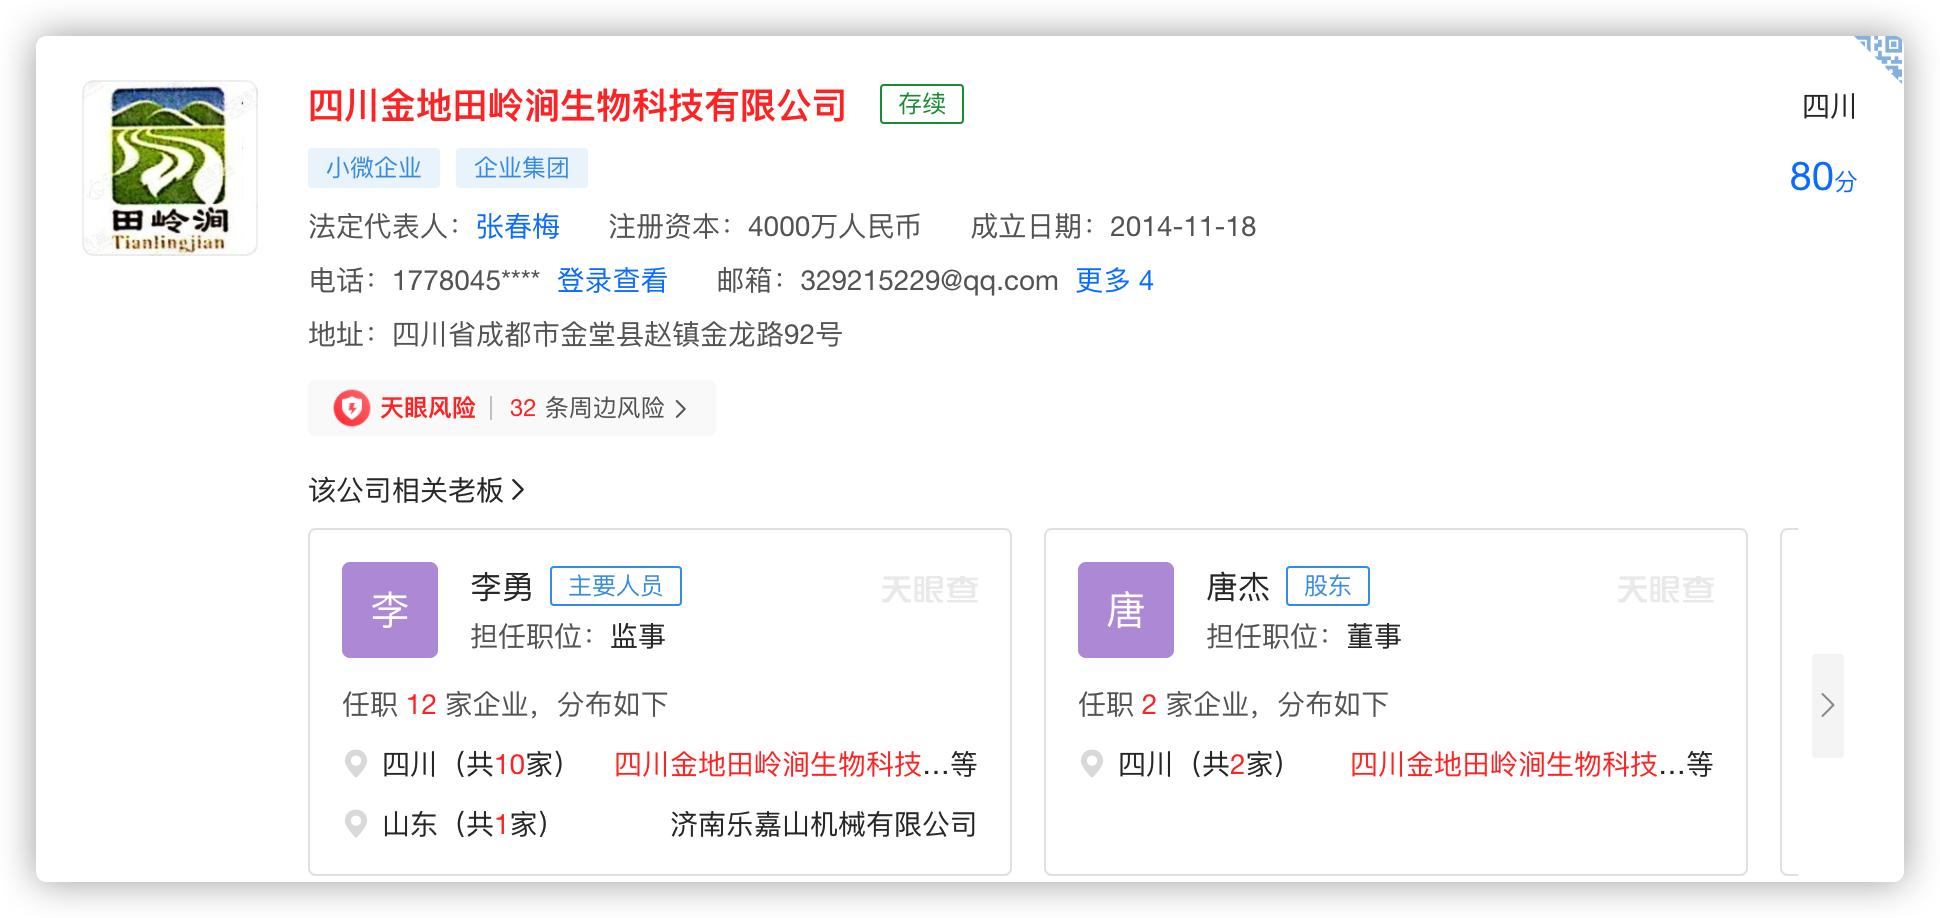 田岭涧
Tianlingjian
四川金地田岭涧生物科技有限公司 存续
四川
小微企业 企业集团
80分
法定代表人：张春梅 注册资本：4000万人民币 成立日期：2014-11-18
电话：1778045**** 登录查看 邮箱：329215229@qq.com 更多 4
地址：四川省成都市金堂县赵镇金龙路92号
天眼风险 32 条周边风险
该公司相关老板
李
李勇 主要人员
天眼查
担任职位：监事
任职 12 家企业，分布如下
四川（共10家） 四川金地田岭涧生物科技...等
山东（共1家） 济南乐嘉山机械有限公司
唐
唐杰 股东
天眼查
担任职位：董事
任职 2 家企业，分布如下
四川（共2家） 四川金地田岭涧生物科技...等